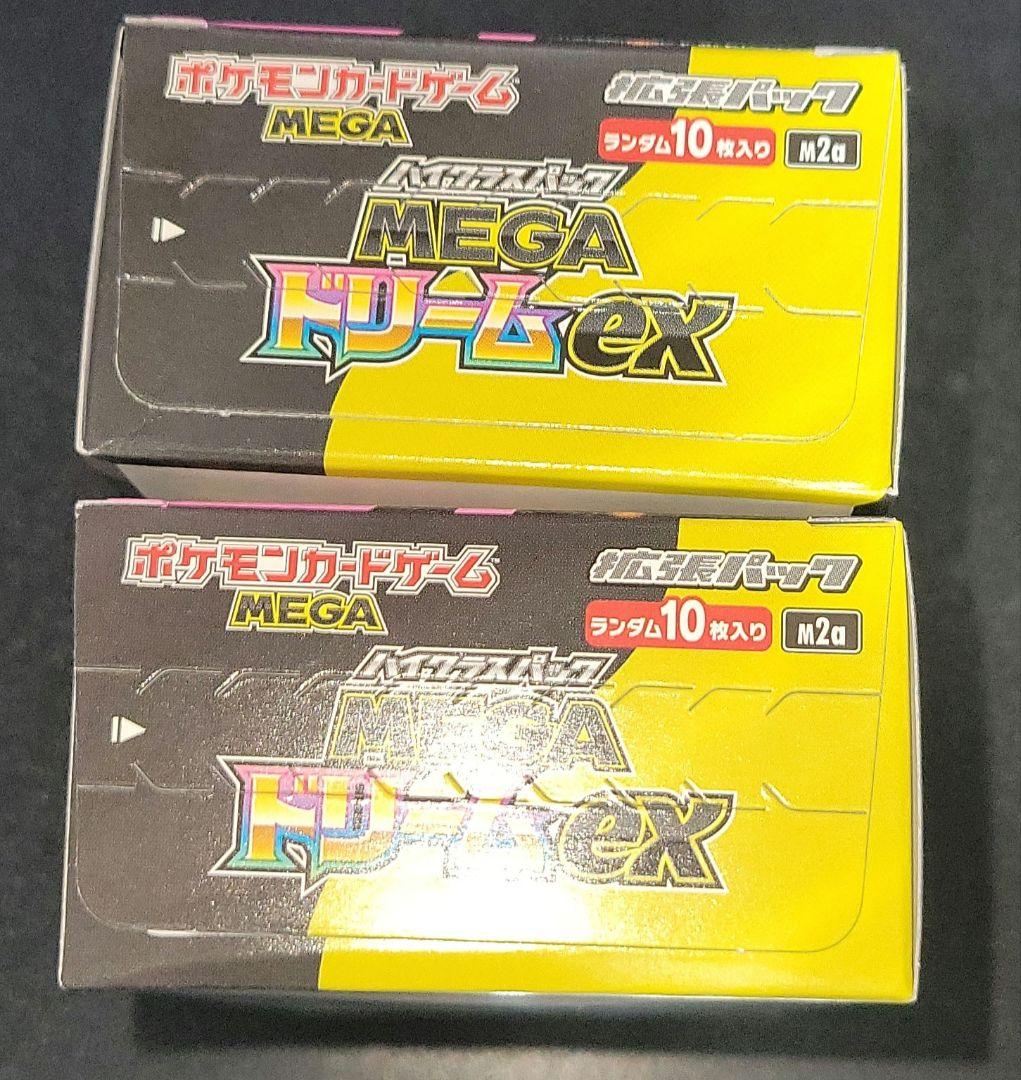 ポケモンカードゲーム
MEGA
拡張パック
ランダム10枚入り
M2a
ハイクラスパック
MEGA
ドリームex
ポケモンカードゲーム
MEGA
拡張パック
ランダム10枚入り
M2a
ハイクラスパック
MEGA
ドリームex